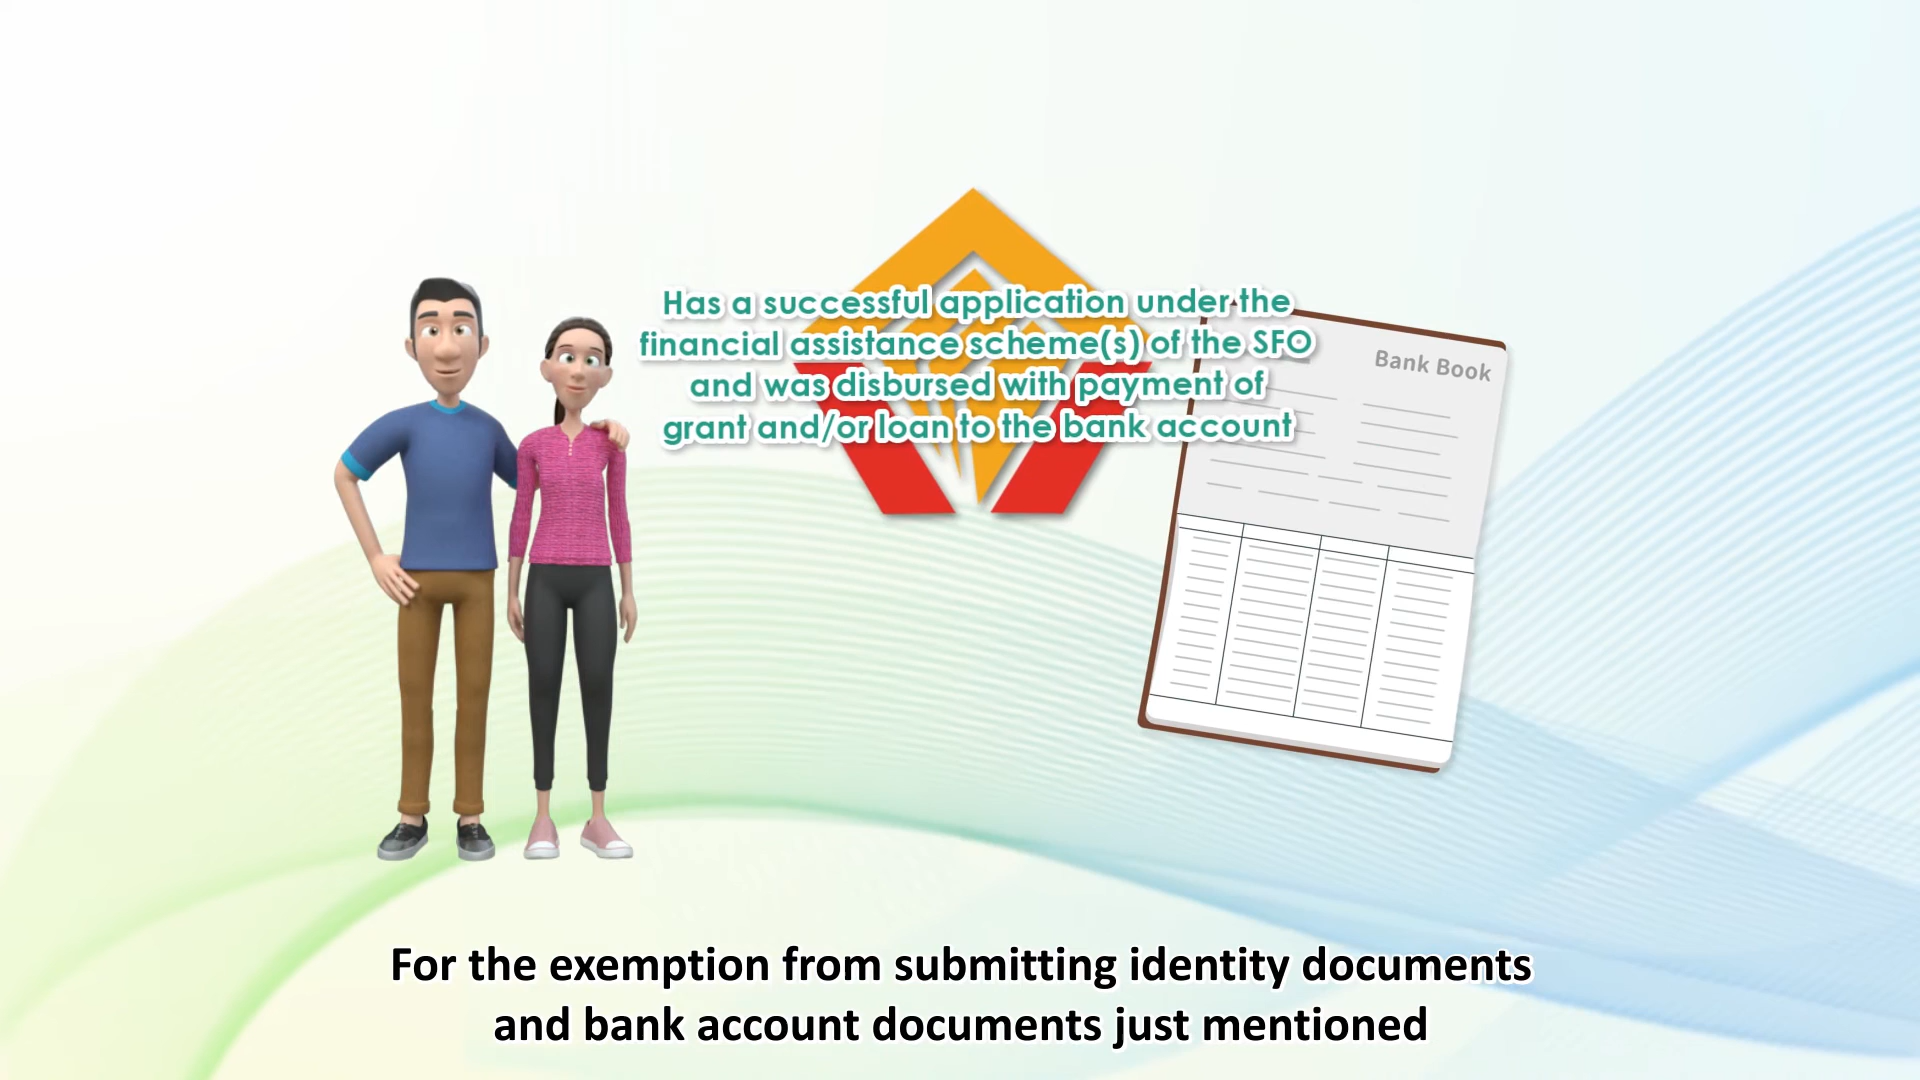 Has a successful application under the
financial assistance scheme(s) of the SFO
and was disbursed with payment of
grant and/or loan to the bank account
Bank Book
For the exemption from submitting identity documents
and bank account documents just mentioned